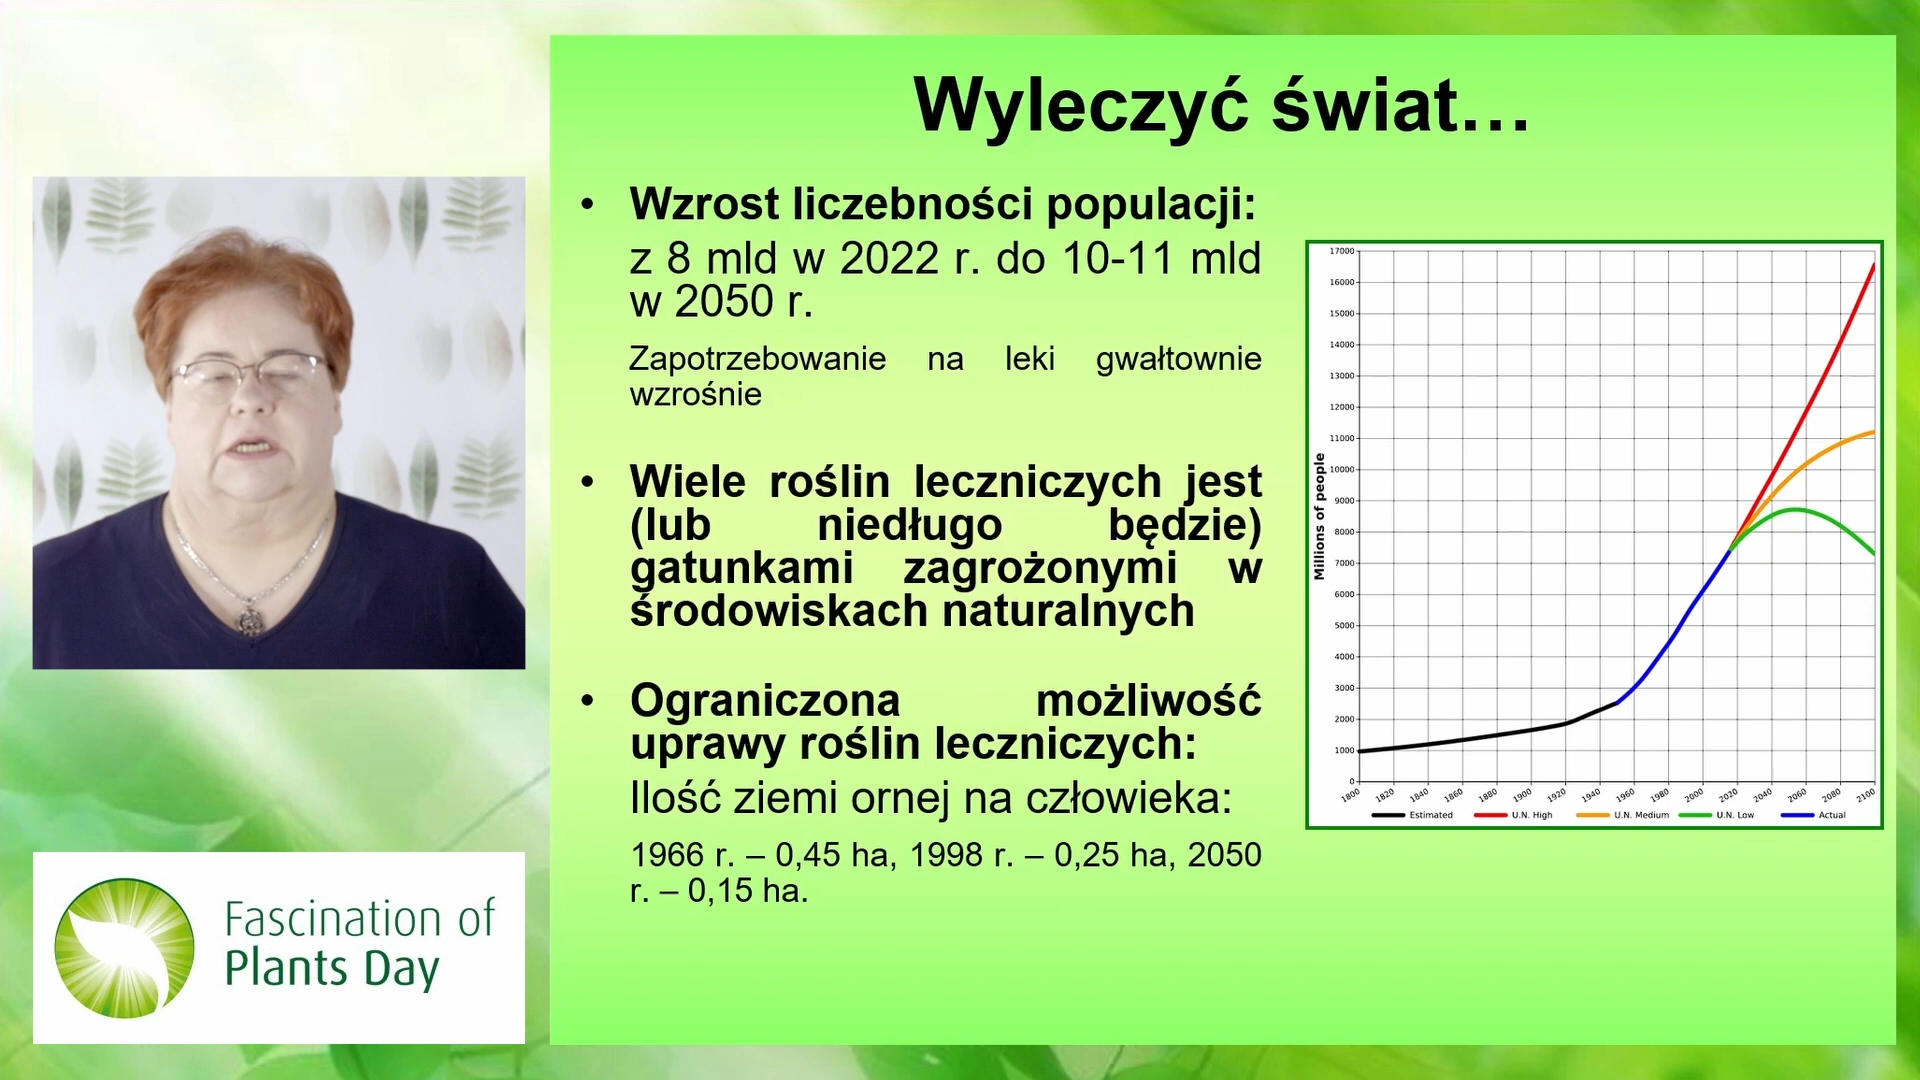 Wyleczyć świat…
• Wzrost liczebności populacji:
z 8 mld w 2022 r. do 10-11 mld
w 2050 r.
Zapotrzebowanie na leki gwałtownie
wzrośnie
• Wiele roślin leczniczych jest
(lub niedługo będzie)
gatunkami zagrożonymi w
środowiskach naturalnych
• Ograniczona możliwość
uprawy roślin leczniczych:
Ilość ziemi ornej na człowieka:
1966 r. – 0,45 ha, 1998 r. – 0,25 ha, 2050
r. – 0,15 ha.
Millions of people
17000
16000
15000
14000
13000
12000
11000
10000
9000
8000
7000
6000
5000
4000
3000
2000
1000
0
1800 1820 1840 1860 1880 1900 1920 1940 1960 1980 2000 2020 2040 2060 2080 2100
Estimated U.N. High U.N. Medium U.N. Low Actual
Fascination of
Plants Day